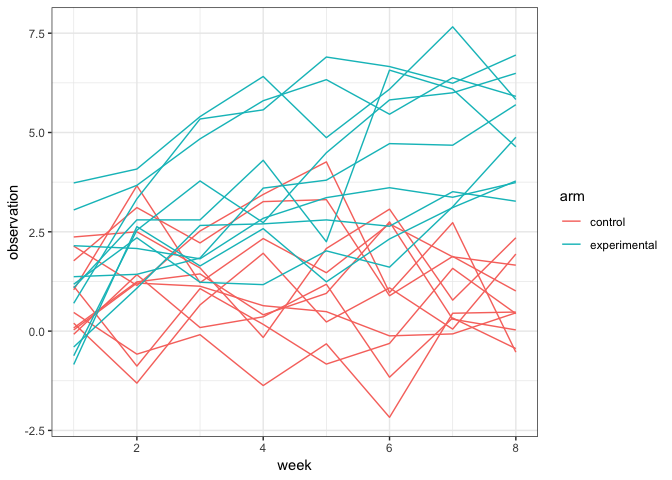 7.5
5.0
2.5
0.0
-2.5
observation
2
4
6
8
week
arm
control
experimental